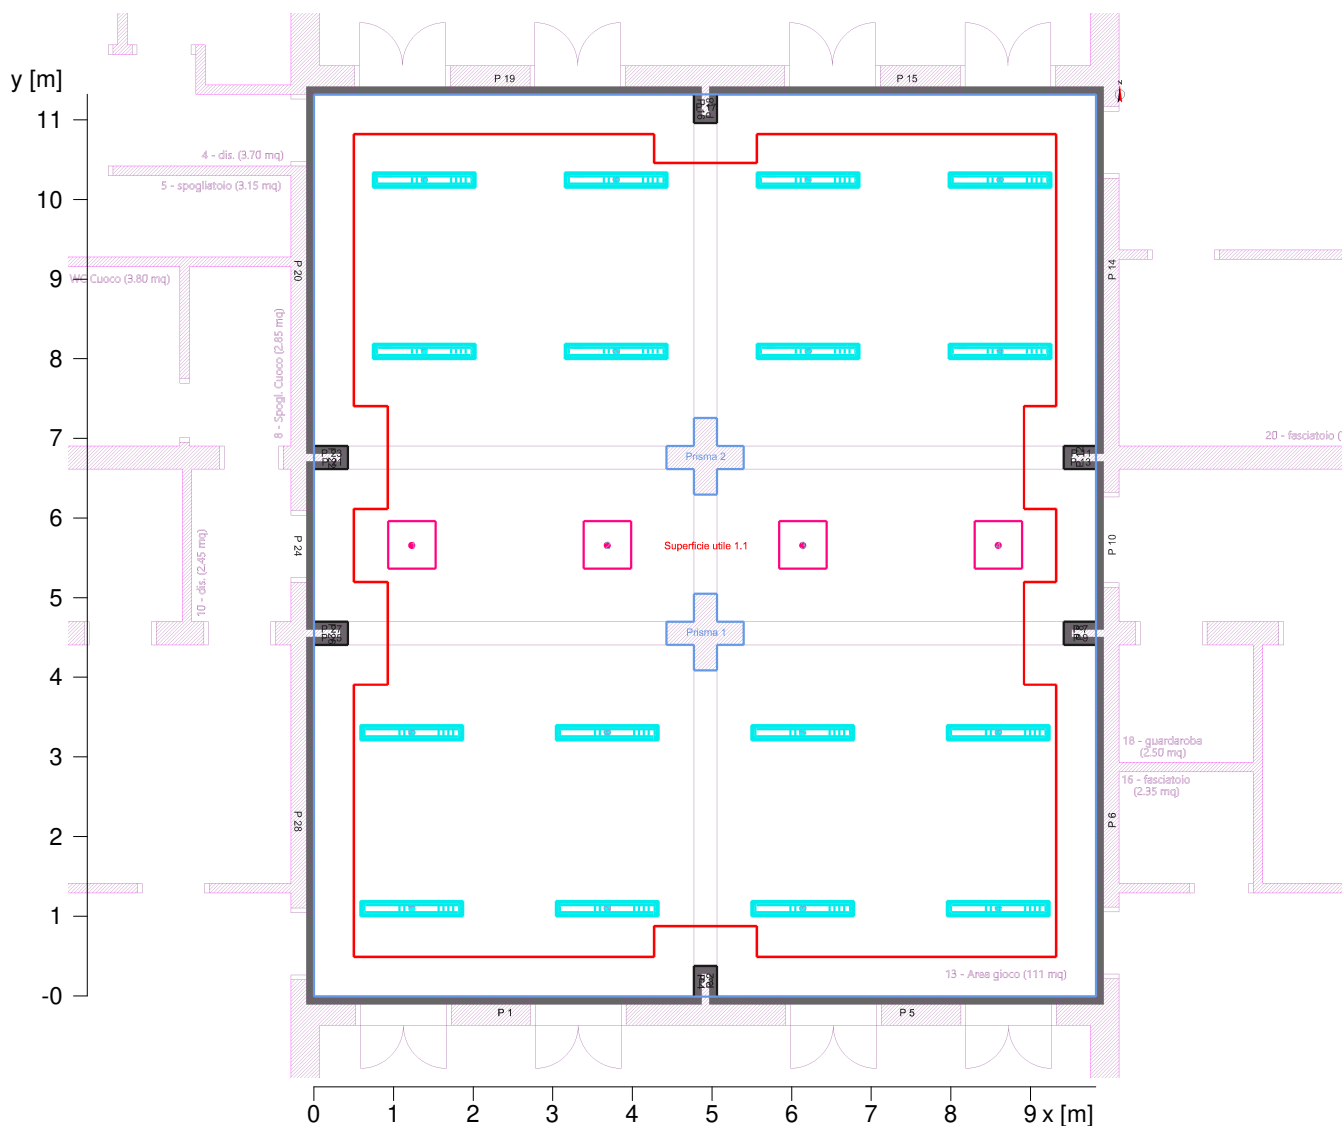 y [m]
P 19
P 15
11
4 - dis. (3.70 mq)
5 - spogliatoio (3.15 mq)
10
9
WC Cuoco (3.80 mq)
P 20
P 14
8
8 - Spogl. Cuoco (2.85 mq)
7
20 - fasciatoio (
Prisma 2
6
P 24
Superficie utile 1.1
P 10
10 - dis. (2.45 mq)
5
Prisma 1
4
3
18 - guardaroba
(2.50 mq)
16 - fasciatoio
(2.35 mq)
2
P 28
P 6
1
13 - Area gioco (111 mq)
-0
P 1
P 5
0 1 2 3 4 5 6 7 8 9 x [m]